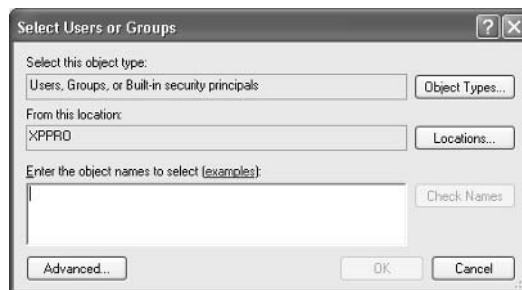 Select Users or Groups
Select this object type:
Users, Groups, or Built-in security principals
Object Types...
From this location:
XPPRO
Locations...
Enter the object names to select (examples):
Check Names
Advanced...
OK
Cancel